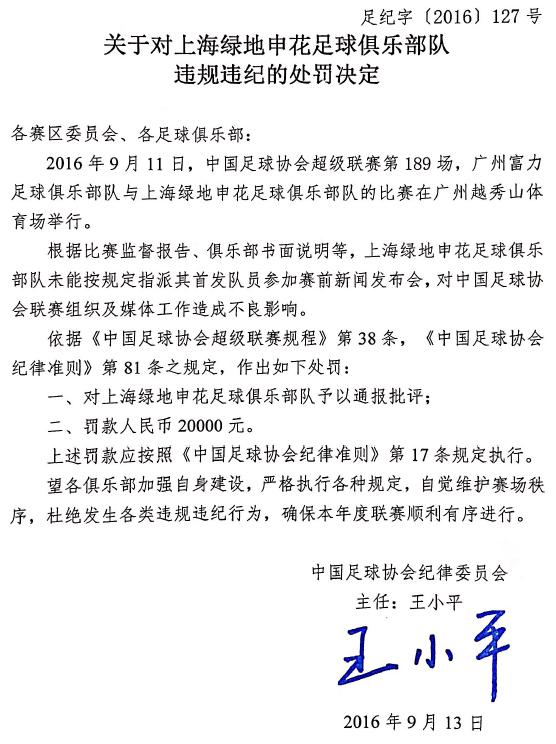 足纪字〔2016〕127号
关于对上海绿地申花足球俱乐部队
违规违纪的处罚决定
各赛区委员会、各足球俱乐部：
2016年9月11日，中国足球协会超级联赛第189场，广州富力
足球俱乐部队与上海绿地申花足球俱乐部队的比赛在广州越秀山体
育场举行。
根据比赛监督报告、俱乐部书面说明等，上海绿地申花足球俱乐
部队未能按规定指派其首发队员参加赛前新闻发布会，对中国足球协
会联赛组织及媒体工作造成不良影响。
依据《中国足球协会超级联赛规程》第38条，《中国足球协会
纪律准则》第81条之规定，作出如下处罚：
一、对上海绿地申花足球俱乐部队予以通报批评；
二、罚款人民币20000元。
上述罚款应按照《中国足球协会纪律准则》第17条规定执行。
望各俱乐部加强自身建设，严格执行各种规定，自觉维护赛场秩
序，杜绝发生各类违规违纪行为，确保本年度联赛顺利有序进行。
中国足球协会纪律委员会
主任：王小平
王小平
2016年9月13日